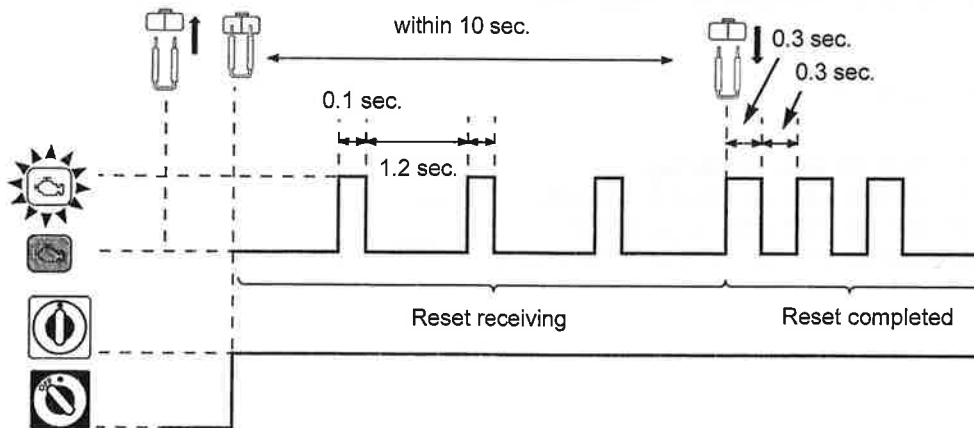 within 10 sec.
0.3 sec.
0.3 sec.
0.1 sec.
1.2 sec.
Reset receiving
Reset completed
OFF